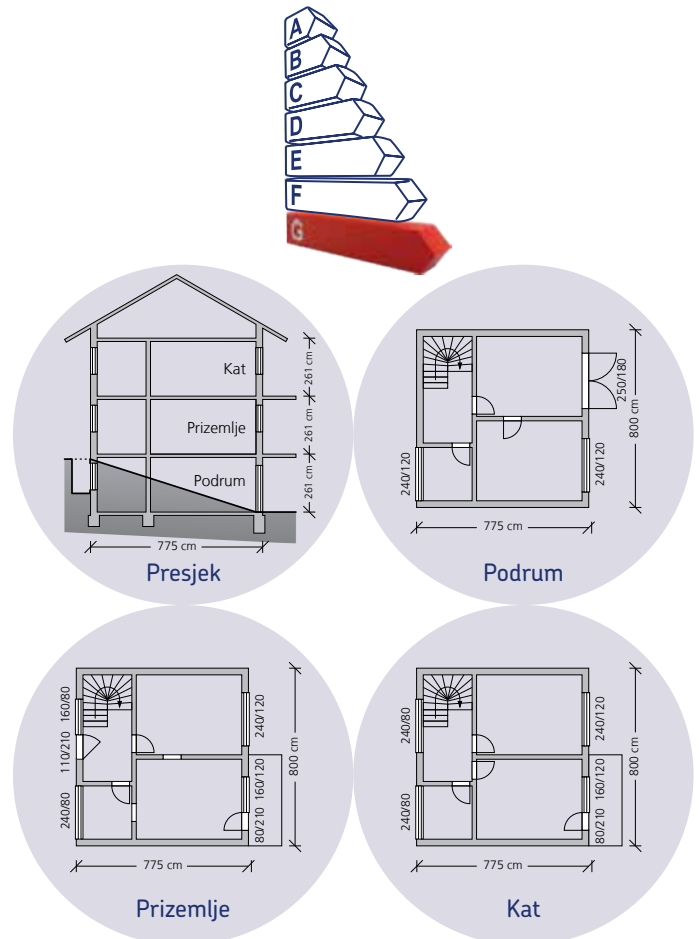 A
B
C
D
E
F
G
Kat
261 cm
Prizemlje
261 cm
Podrum
261 cm
775 cm
Presjek
240/120
250/180
240/120
800 cm
775 cm
Podrum
160/80
110/210
240/80
240/120
160/120
80/210
800 cm
775 cm
Prizemlje
240/80
240/80
240/120
160/120
80/210
800 cm
775 cm
Kat